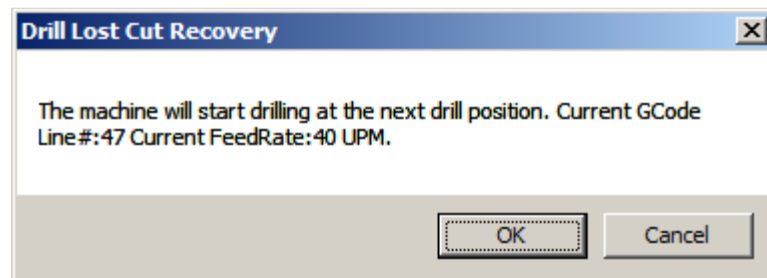 Drill Lost Cut Recovery
The machine will start drilling at the next drill position. Current GCode
Line#:47 Current FeedRate:40 UPM.
OK
Cancel